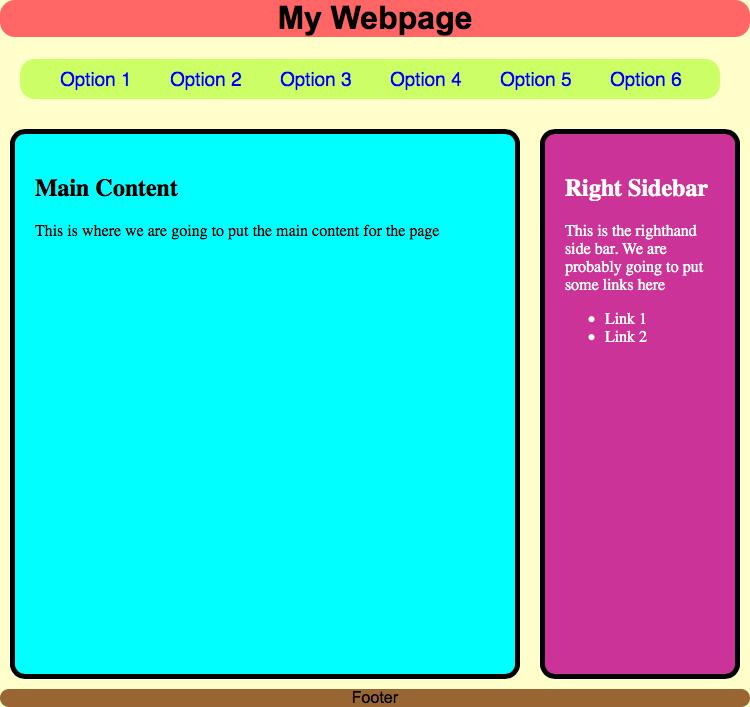 My Webpage
Option 1 Option 2 Option 3 Option 4 Option 5 Option 6
Main Content
This is where we are going to put the main content for the page
Right Sidebar
This is the righthand
side bar. We are
probably going to put
some links here
• Link 1
• Link 2
Footer